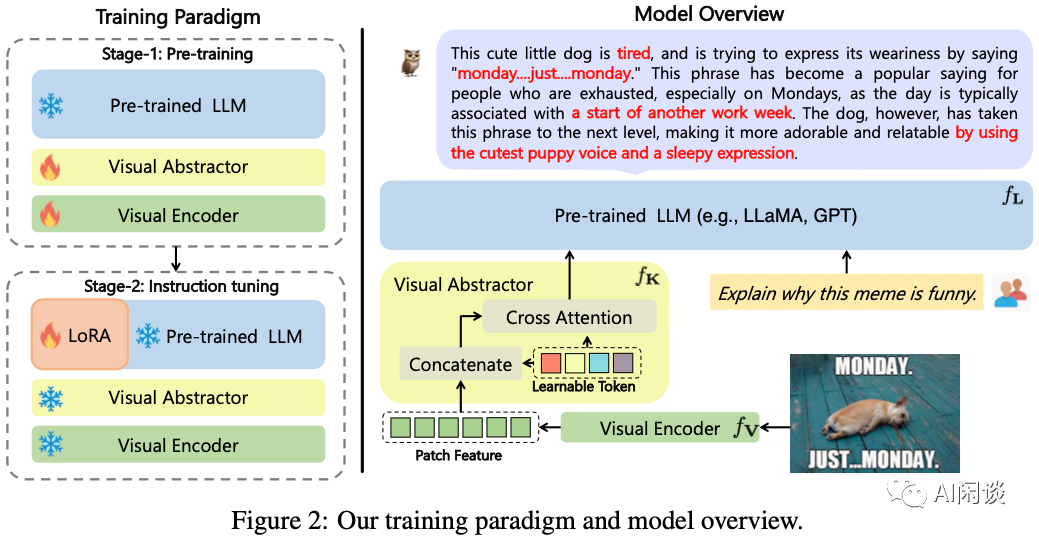 Training Paradigm
Stage-1: Pre-training
Pre-trained LLM
Visual Abstractor
Visual Encoder
Stage-2: Instruction tuning
LoRA
Pre-trained LLM
Visual Abstractor
Visual Encoder
Model Overview
This cute little dog is tired, and is trying to express its weariness by saying
"monday....just....monday." This phrase has become a popular saying for
people who are exhausted, especially on Mondays, as the day is typically
associated with a start of another work week. The dog, however, has taken
this phrase to the next level, making it more adorable and relatable by using
the cutest puppy voice and a sleepy expression.
Pre-trained LLM (e.g., LLaMA, GPT)
f_L
Visual Abstractor
f_K
Cross Attention
Concatenate
Learnable Token
Explain why this meme is funny.
Patch Feature
Visual Encoder f_V
MONDAY.
JUST...MONDAY.
AI闲谈
Figure 2: Our training paradigm and model overview.